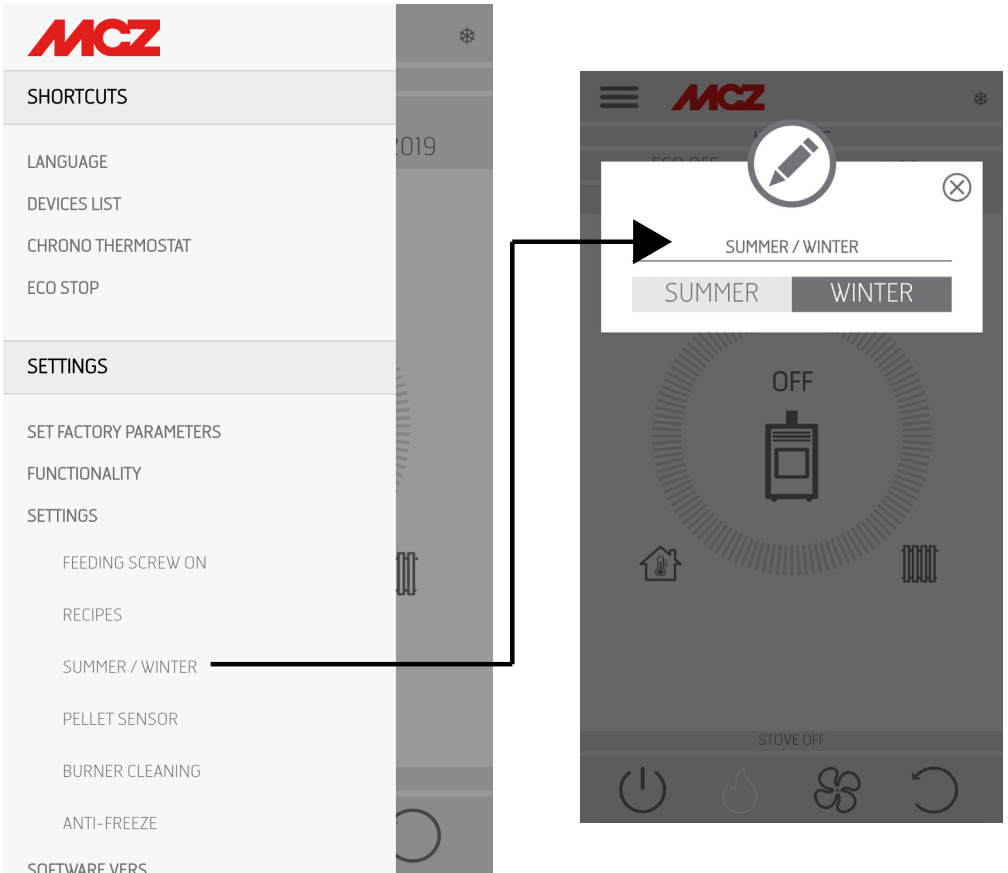 MCZ
SHORTCUTS
LANGUAGE
DEVICES LIST
CHRONO THERMOSTAT
ECO STOP
SETTINGS
SET FACTORY PARAMETERS
FUNCTIONALITY
SETTINGS
FEEDING SCREW ON
RECIPES
SUMMER / WINTER
PELLET SENSOR
BURNER CLEANING
ANTI-FREEZE
SOFTWARE VERS
2019
MCZ
ECO OFF
SUMMER / WINTER
SUMMER WINTER
OFF
STOVE OFF